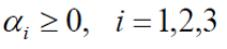 αᵢ ≥ 0,  i = 1,2,3